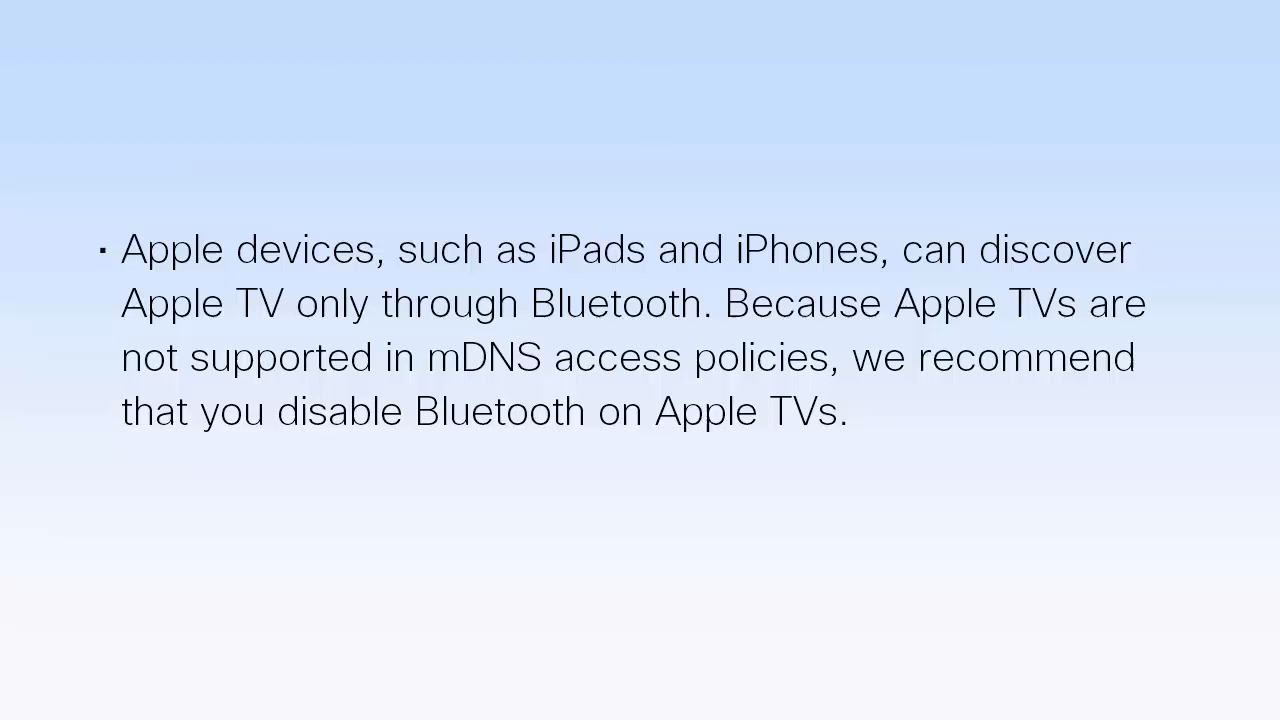 · Apple devices, such as iPads and iPhones, can discover
Apple TV only through Bluetooth. Because Apple TVs are
not supported in mDNS access policies, we recommend
that you disable Bluetooth on Apple TVs.